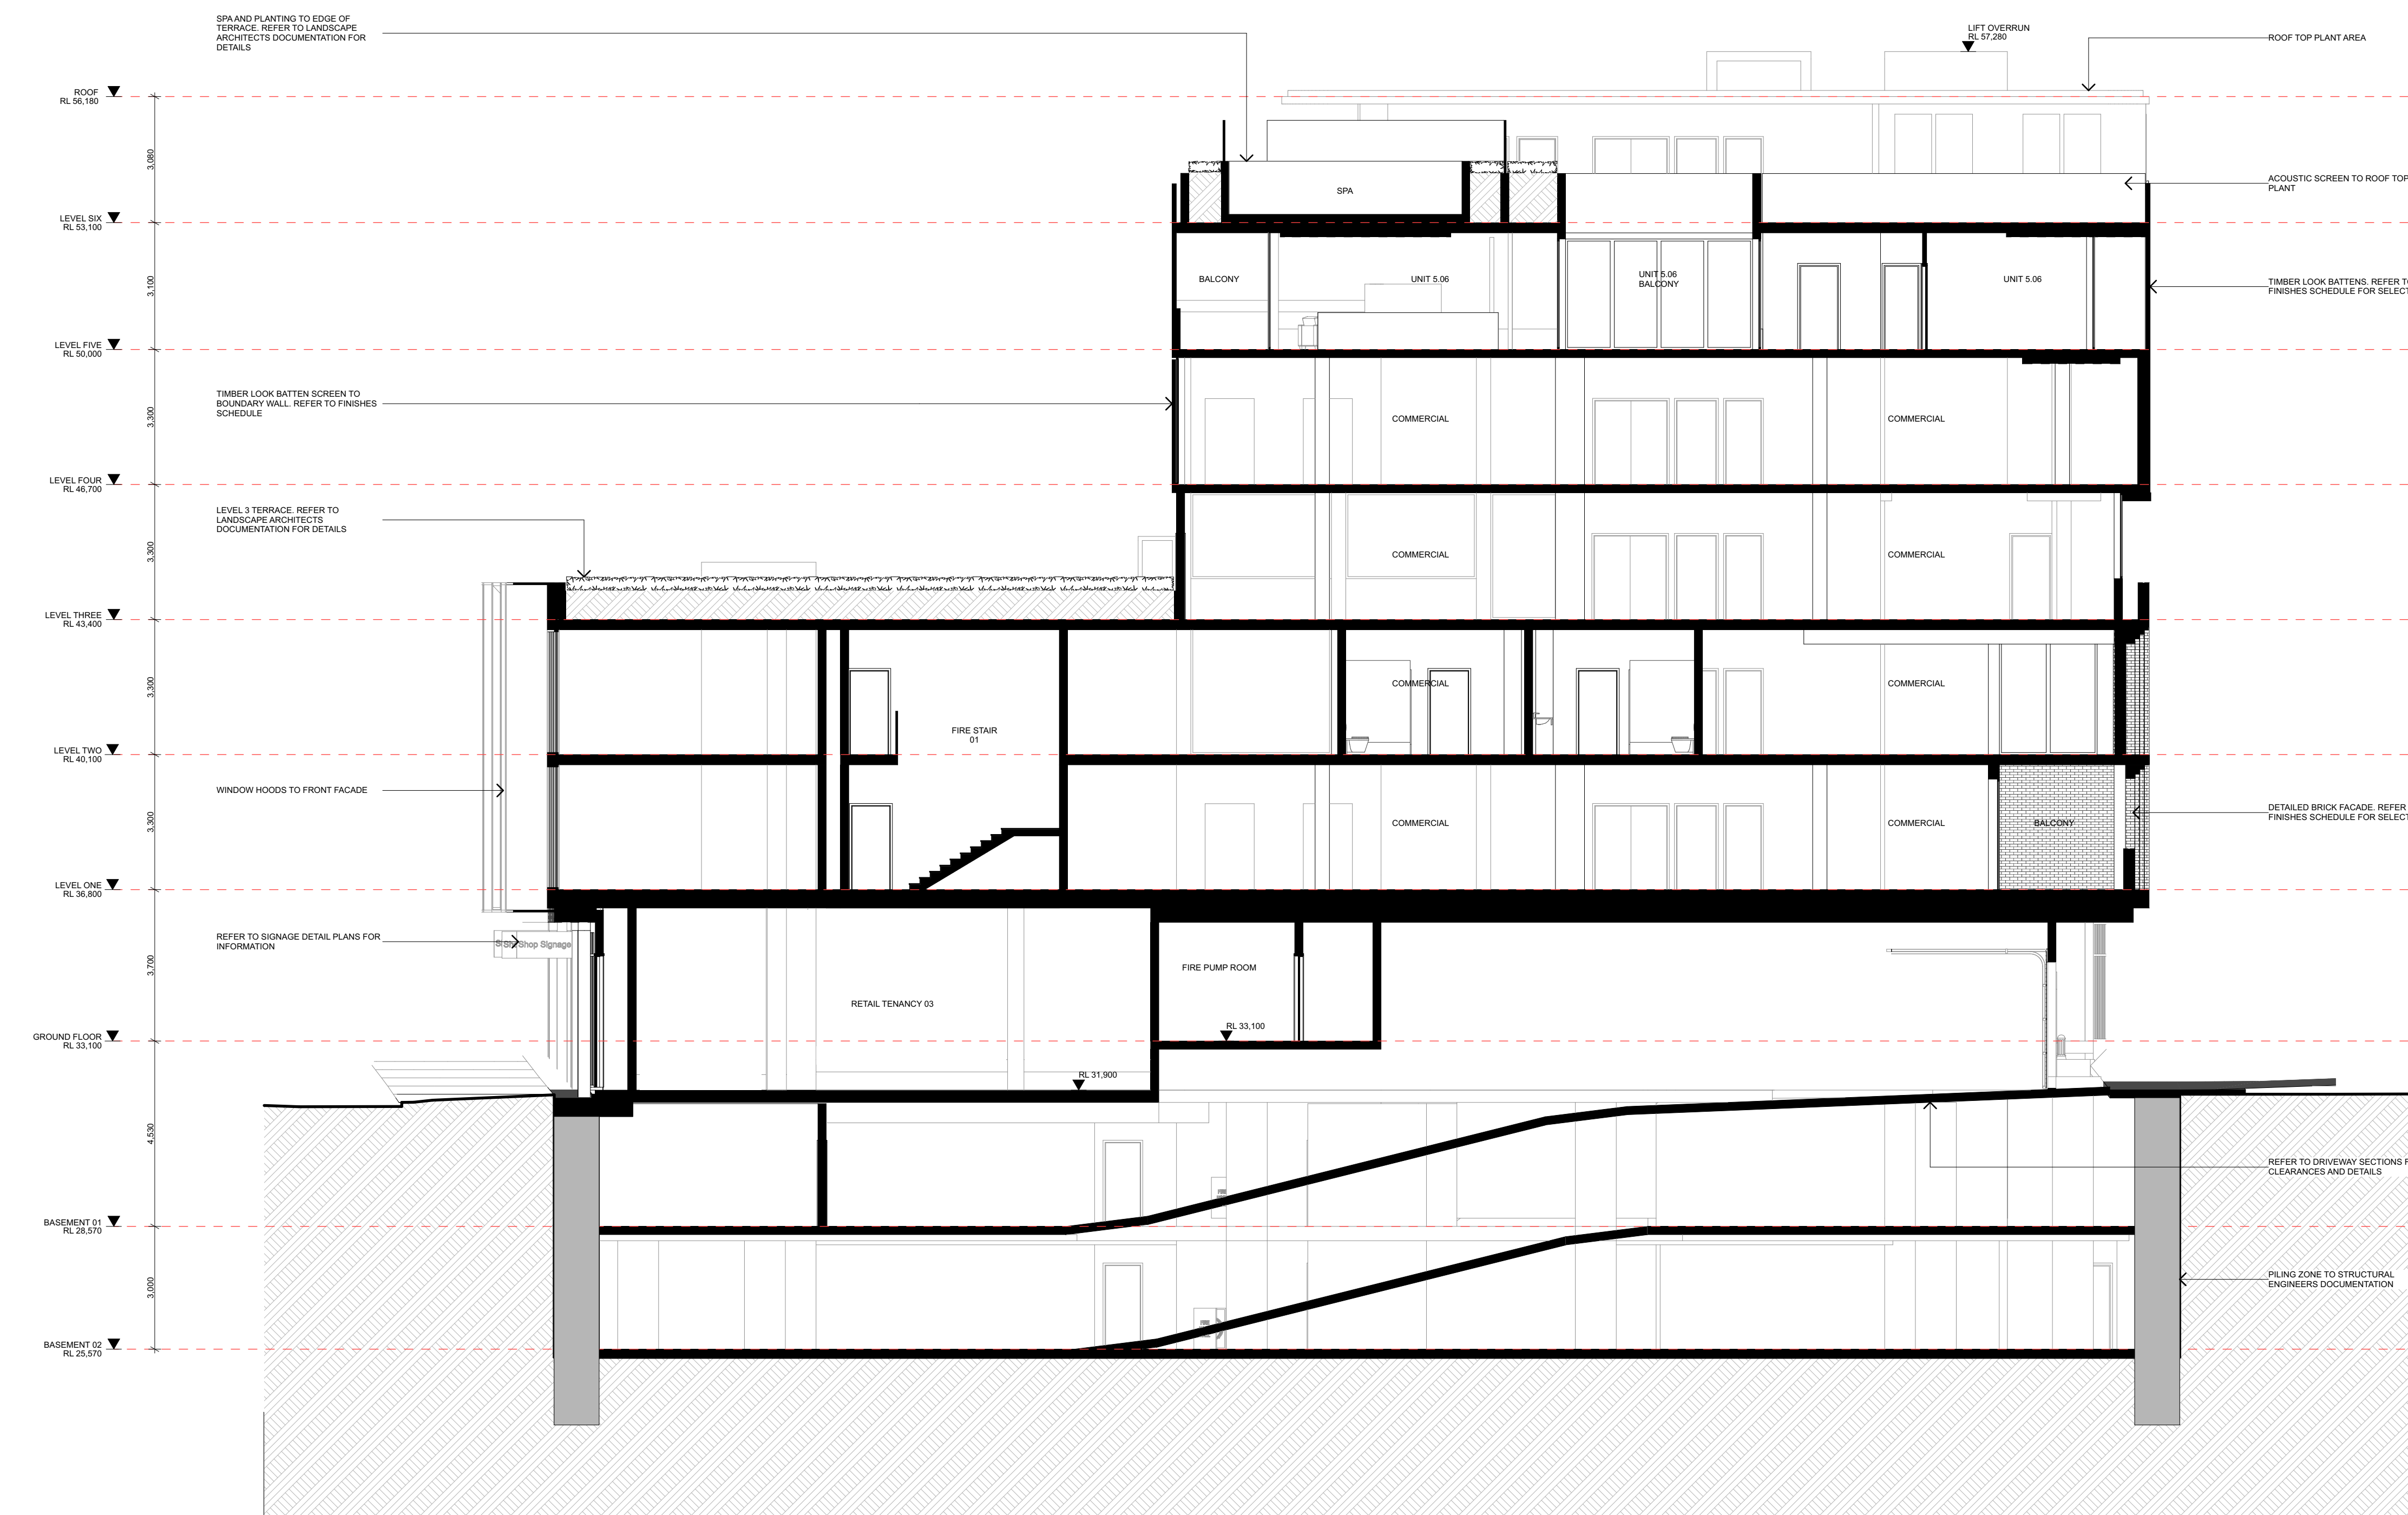 SPA AND PLANTING TO EDGE OF
TERRACE. REFER TO LANDSCAPE
ARCHITECTS DOCUMENTATION FOR
DETAILS
LIFT OVERRUN
RL 57,280
ROOF TOP PLANT AREA
ROOF
RL 56,180
3,080
SPA
ACOUSTIC SCREEN TO ROOF TOP
PLANT
LEVEL SIX
RL 53,100
3,100
BALCONY
UNIT 5.06
UNIT 5.06
BALCONY
UNIT 5.06
TIMBER LOOK BATTENS. REFER TO
FINISHES SCHEDULE FOR SELECT
LEVEL FIVE
RL 50,000
TIMBER LOOK BATTEN SCREEN TO
BOUNDARY WALL. REFER TO FINISHES
SCHEDULE
3,300
COMMERCIAL
COMMERCIAL
LEVEL FOUR
RL 46,700
LEVEL 3 TERRACE. REFER TO
LANDSCAPE ARCHITECTS
DOCUMENTATION FOR DETAILS
3,300
COMMERCIAL
COMMERCIAL
LEVEL THREE
RL 43,400
3,300
COMMERCIAL
COMMERCIAL
FIRE STAIR
01
LEVEL TWO
RL 40,100
WINDOW HOODS TO FRONT FACADE
3,300
COMMERCIAL
COMMERCIAL
BALCONY
DETAILED BRICK FACADE. REFER
FINISHES SCHEDULE FOR SELECT
LEVEL ONE
RL 36,800
REFER TO SIGNAGE DETAIL PLANS FOR
INFORMATION
Shop Signage
3,700
FIRE PUMP ROOM
RETAIL TENANCY 03
RL 33,100
GROUND FLOOR
RL 33,100
RL 31,900
4,530
REFER TO DRIVEWAY SECTIONS F
CLEARANCES AND DETAILS
BASEMENT 01
RL 28,570
3,000
PILING ZONE TO STRUCTURAL
ENGINEERS DOCUMENTATION
BASEMENT 02
RL 25,570